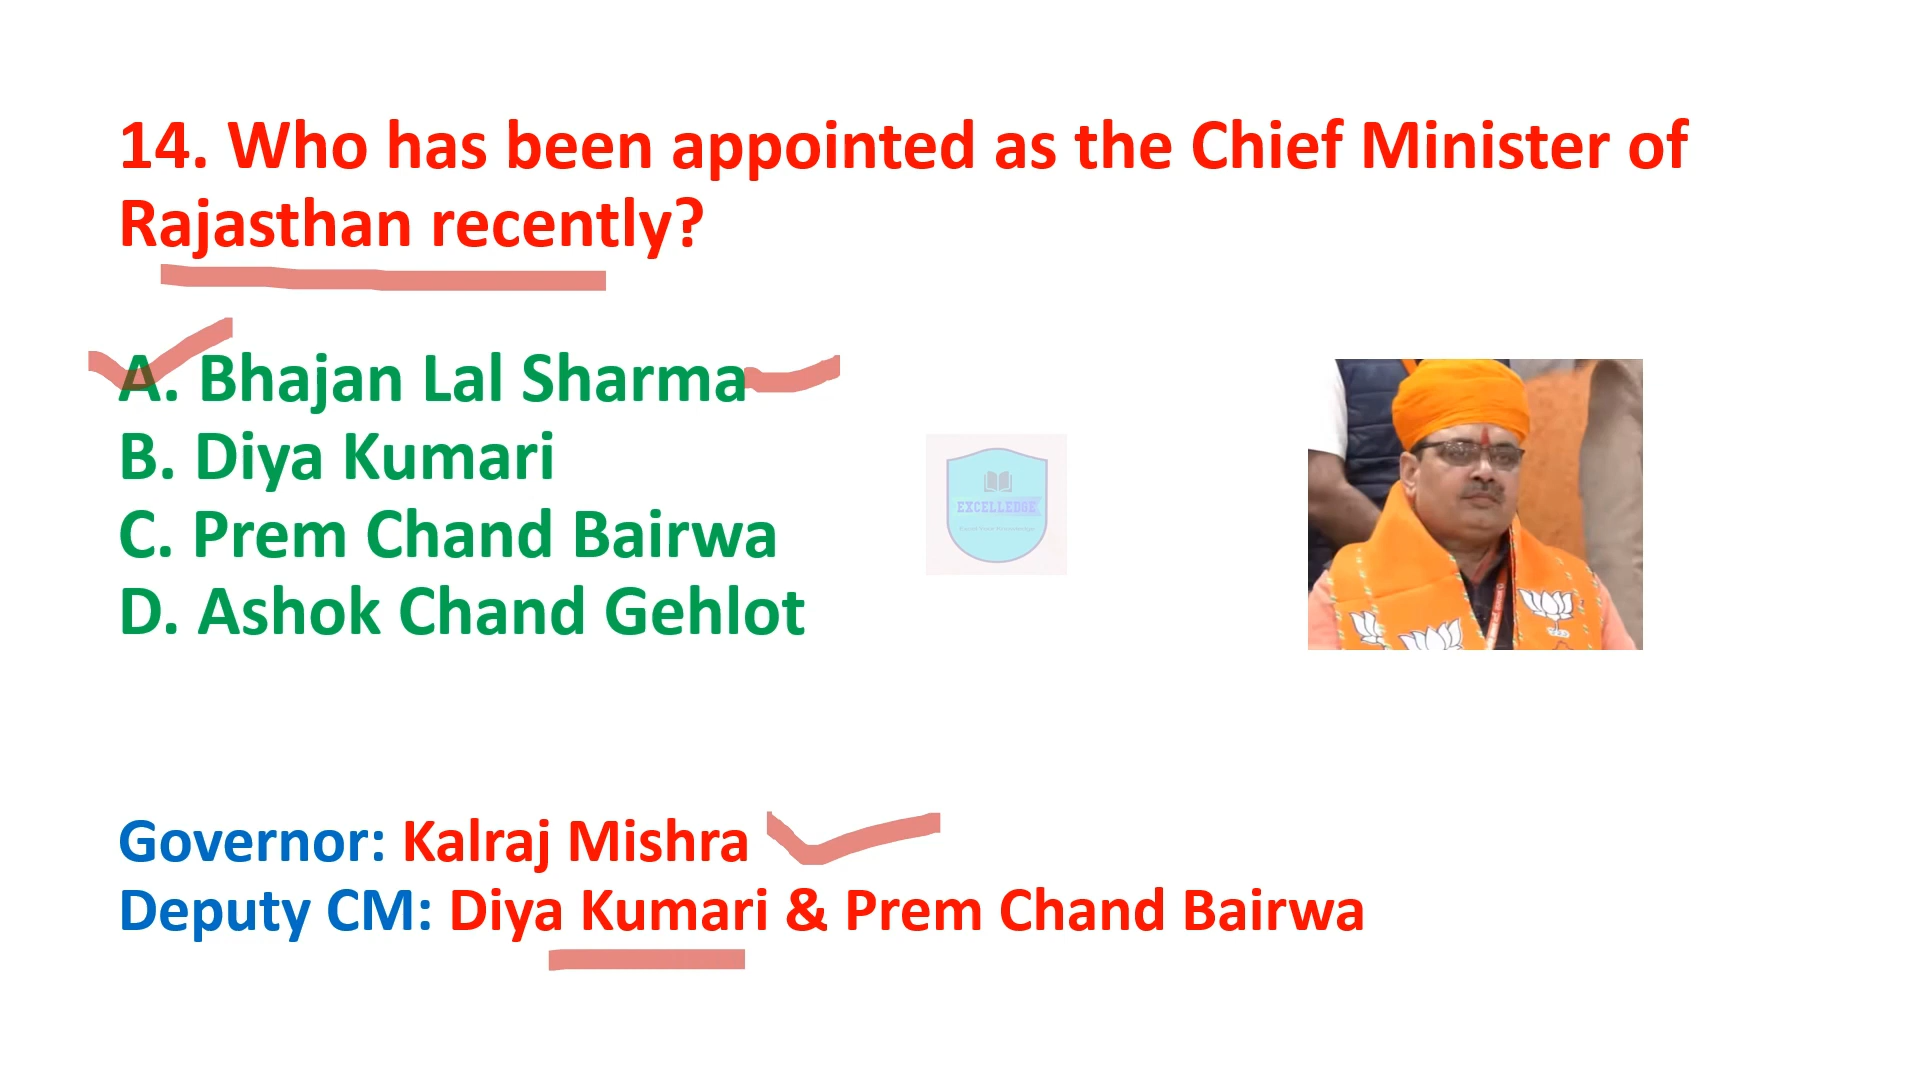 14. Who has been appointed as the Chief Minister of
Rajasthan recently?
A. Bhajan Lal Sharma
B. Diya Kumari
C. Prem Chand Bairwa
D. Ashok Chand Gehlot
EXCELLEDGE
Governor: Kalraj Mishra
Deputy CM: Diya Kumari & Prem Chand Bairwa